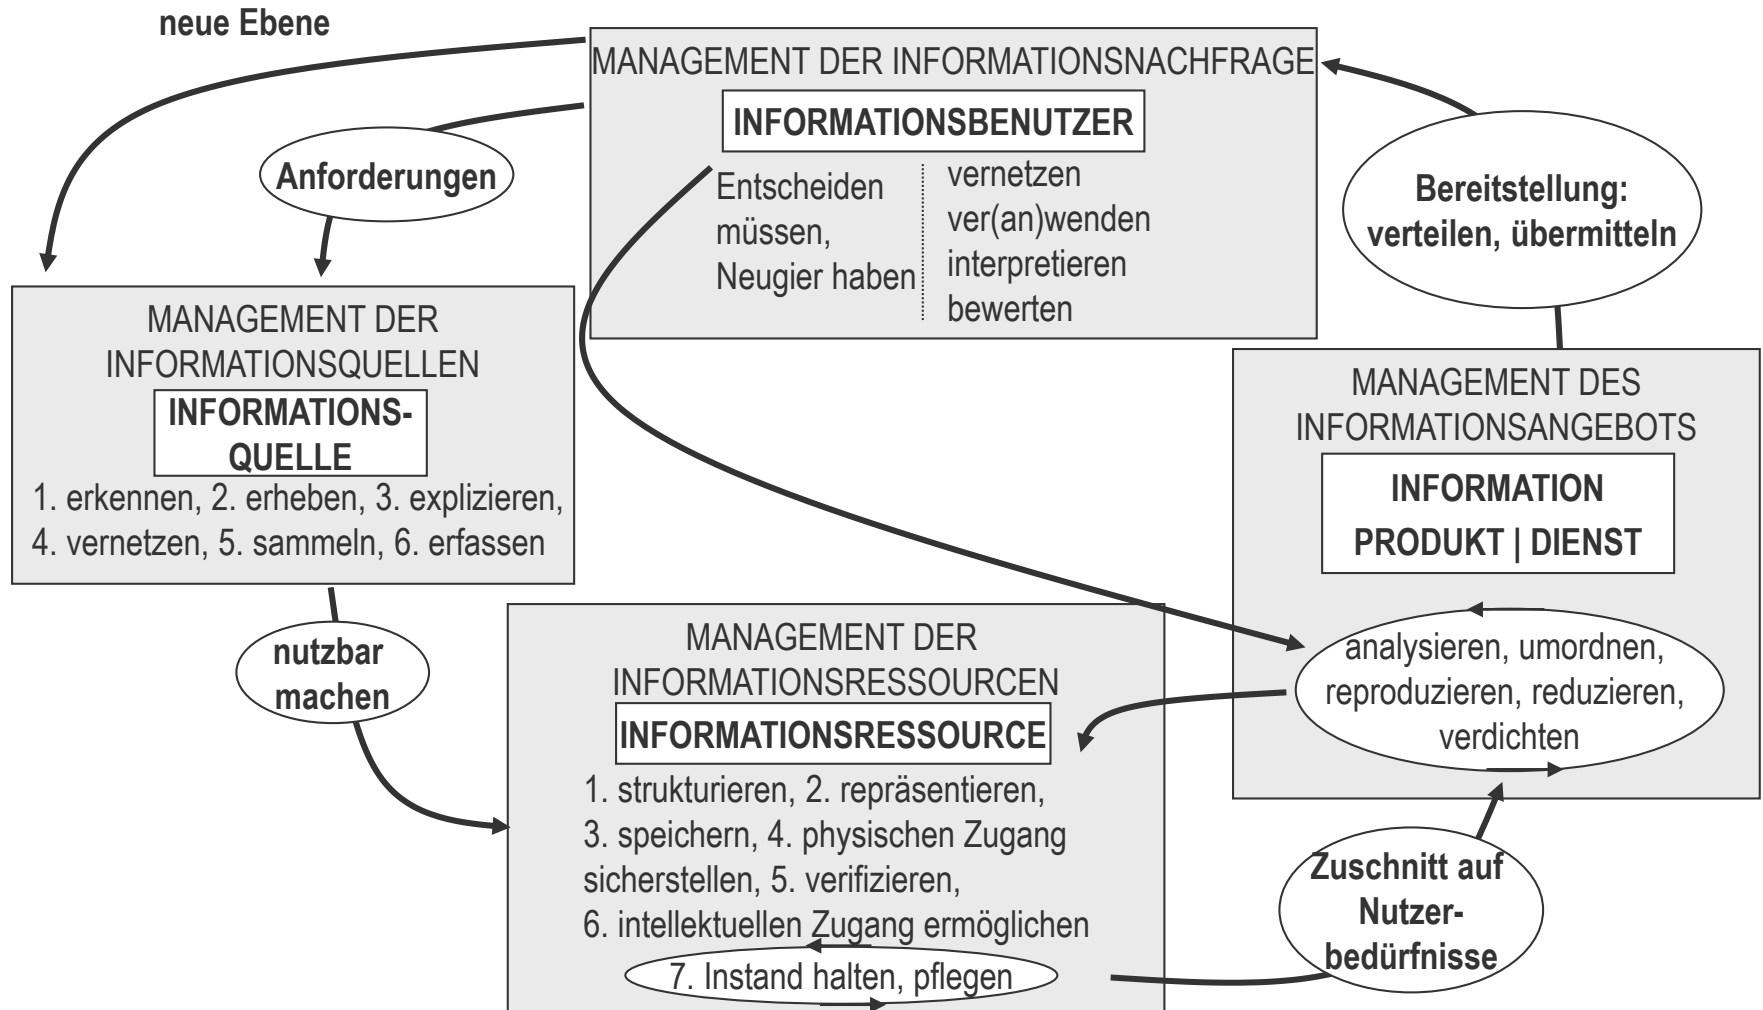 neue Ebene
MANAGEMENT DER INFORMATIONSNACHFRAGE
INFORMATIONSBENUTZER
Entscheiden
müssen,
Neugier haben
vernetzen
ver(an)wenden
interpretieren
bewerten
Anforderungen
Bereitstellung:
verteilen, übermitteln
MANAGEMENT DER
INFORMATIONSQUELLEN
INFORMATIONS-
QUELLE
1. erkennen, 2. erheben, 3. explizieren,
4. vernetzen, 5. sammeln, 6. erfassen
MANAGEMENT DES
INFORMATIONSANGEBOTS
INFORMATION
PRODUKT | DIENST
analysieren, umordnen,
reproduzieren, reduzieren,
verdichten
nutzbar
machen
MANAGEMENT DER
INFORMATIONSRESSOURCEN
INFORMATIONSRESSOURCE
1. strukturieren, 2. repräsentieren,
3. speichern, 4. physischen Zugang
sicherstellen, 5. verifizieren,
6. intellektuellen Zugang ermöglichen
7. Instand halten, pflegen
Zuschnitt auf
Nutzer-
bedürfnisse